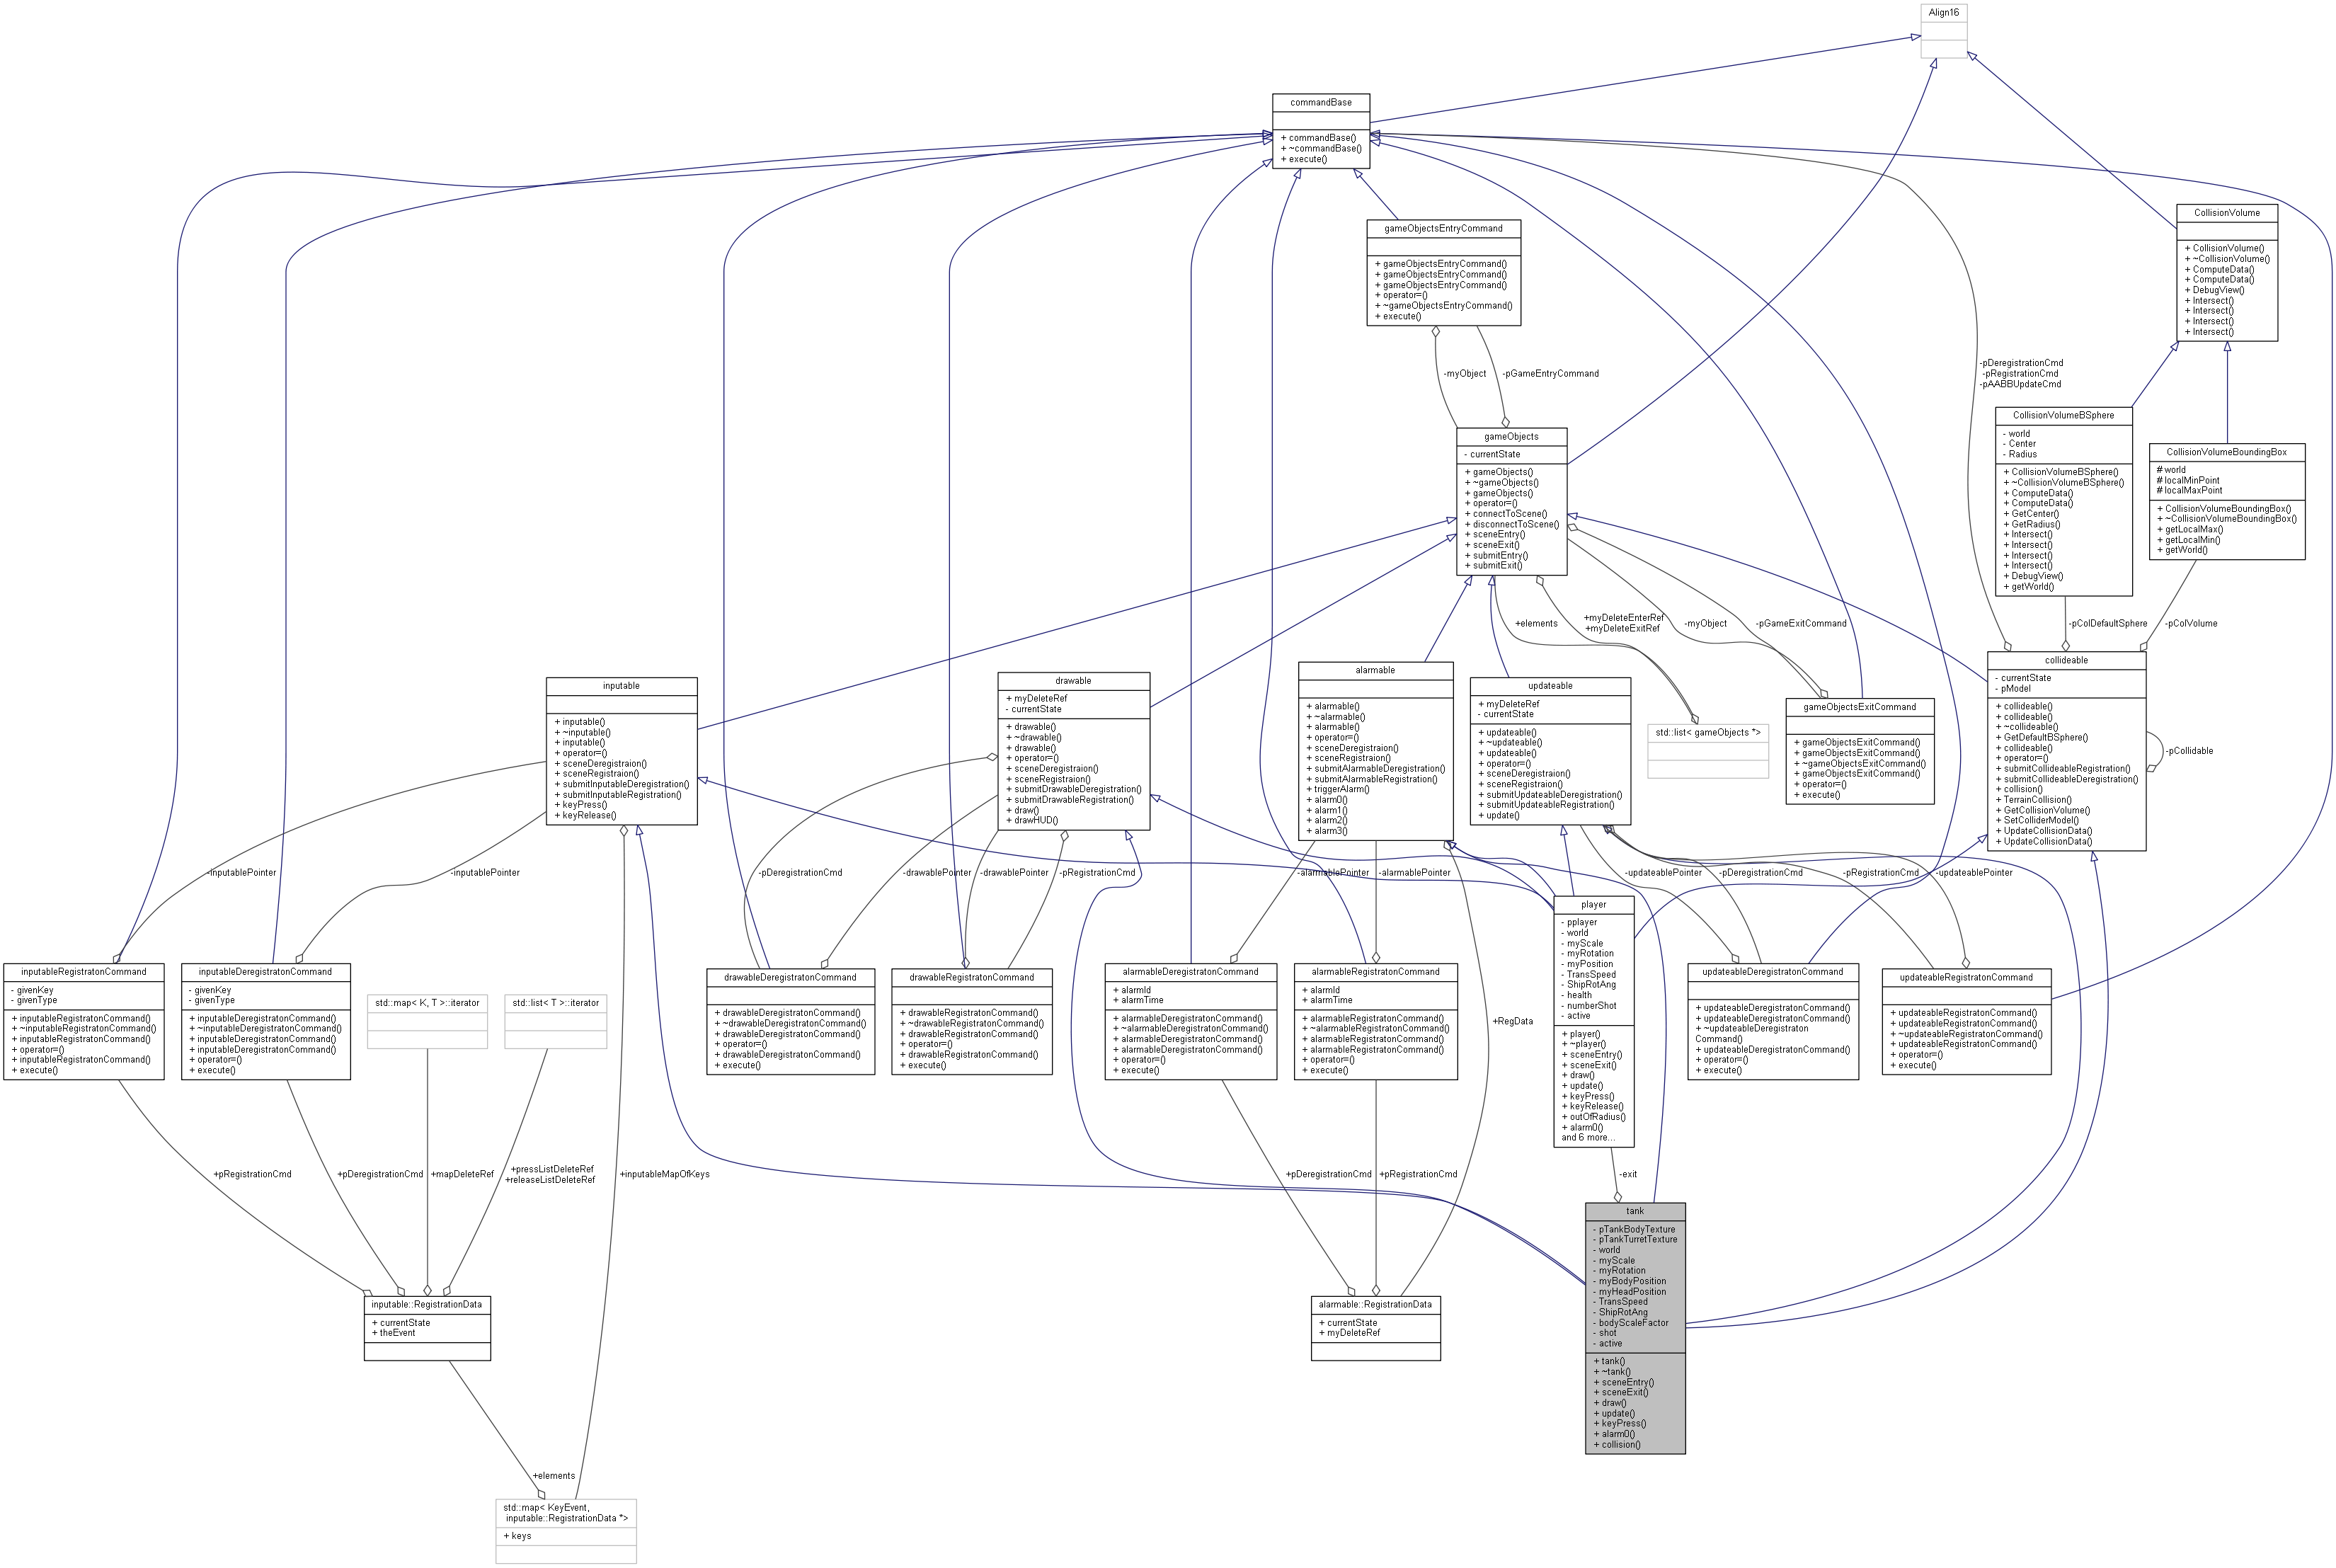 Align16
commandBase
+ commandBase()
+ ~commandBase()
+ execute()
gameObjectsEntryCommand
+ gameObjectsEntryCommand()
+ gameObjectsEntryCommand()
+ gameObjectsEntryCommand()
+ operator=()
+ ~gameObjectsEntryCommand()
+ execute()
CollisionVolume
+ CollisionVolume()
+ ~CollisionVolume()
+ ComputeData()
+ ComputeData()
+ DebugView()
+ Intersect()
+ Intersect()
+ Intersect()
+ Intersect()
-myObject
-pGameEntryCommand
-pDeregistrationCmd
-pRegistrationCmd
-pAABBUpdateCmd
gameObjects
- currentState
+ gameObjects()
+ ~gameObjects()
+ gameObjects()
+ operator=()
+ connectToScene()
+ disconnectToScene()
+ sceneEntry()
+ sceneExit()
+ submitEntry()
+ submitExit()
CollisionVolumeBSphere
- world
- Center
- Radius
+ CollisionVolumeBSphere()
+ ~CollisionVolumeBSphere()
+ ComputeData()
+ ComputeData()
+ GetCenter()
+ GetRadius()
+ Intersect()
+ Intersect()
+ Intersect()
+ Intersect()
+ DebugView()
+ getWorld()
CollisionVolumeBoundingBox
# world
# localMinPoint
# localMaxPoint
+ CollisionVolumeBoundingBox()
+ ~CollisionVolumeBoundingBox()
+ getLocalMax()
+ getLocalMin()
+ getWorld()
+elements
+myDeleteEnterRef
+myDeleteExitRef
-myObject
-pGameExitCommand
-pColDefaultSphere
-pColVolume
inputable
+ inputable()
+ ~inputable()
+ inputable()
+ operator=()
+ sceneDeregistraion()
+ sceneRegistraion()
+ submitInputableDeregistration()
+ submitInputableRegistration()
+ keyPress()
+ keyRelease()
drawable
+ myDeleteRef
- currentState
+ drawable()
+ ~drawable()
+ drawable()
+ operator=()
+ sceneDeregistraion()
+ sceneRegistraion()
+ submitDrawableDeregistration()
+ submitDrawableRegistration()
+ draw()
+ drawHUD()
alarmable
+ alarmable()
+ ~alarmable()
+ alarmable()
+ operator=()
+ sceneDeregistraion()
+ sceneRegistraion()
+ submitAlarmableDeregistration()
+ submitAlarmableRegistration()
+ triggerAlarm()
+ alarm0()
+ alarm1()
+ alarm2()
+ alarm3()
updateable
+ myDeleteRef
- currentState
+ updateable()
+ ~updateable()
+ updateable()
+ operator=()
+ sceneDeregistraion()
+ sceneRegistraion()
+ submitUpdateableDeregistration()
+ submitUpdateableRegistration()
+ update()
std::list< gameObjects *>
gameObjectsExitCommand
+ gameObjectsExitCommand()
+ gameObjectsExitCommand()
+ ~gameObjectsExitCommand()
+ gameObjectsExitCommand()
+ operator=()
+ execute()
collideable
- currentState
- pModel
+ collideable()
+ collideable()
+ ~collideable()
+ GetDefaultBSphere()
+ collideable()
+ operator=()
+ submitCollideableRegistration()
+ submitCollideableDeregistration()
+ collision()
+ TerrainCollision()
+ GetCollisionVolume()
+ SetColliderModel()
+ UpdateCollisionData()
+ UpdateCollisionData()
-pCollidable
-inputablePointer
-inputablePointer
-pDeregistrationCmd
-drawablePointer
-drawablePointer
-pRegistrationCmd
-alarmablePointer
-alarmablePointer
-updateablePointer
-pDeregistrationCmd
-pRegistrationCmd
-updateablePointer
inputableRegistratonCommand
- givenKey
- givenType
+ inputableRegistratonCommand()
+ ~inputableRegistratonCommand()
+ inputableRegistratonCommand()
+ operator=()
+ inputableRegistratonCommand()
+ execute()
inputableDeregistratonCommand
- givenKey
- givenType
+ inputableDeregistratonCommand()
+ ~inputableDeregistratonCommand()
+ inputableDeregistratonCommand()
+ inputableDeregistratonCommand()
+ operator=()
+ execute()
std::map< K, T >::iterator
std::list< T >::iterator
drawableDeregistratonCommand
+ drawableDeregistratonCommand()
+ ~drawableDeregistratonCommand()
+ drawableDeregistratonCommand()
+ operator=()
+ drawableDeregistratonCommand()
+ execute()
drawableRegistratonCommand
+ drawableRegistratonCommand()
+ ~drawableRegistratonCommand()
+ drawableRegistratonCommand()
+ operator=()
+ drawableRegistratonCommand()
+ execute()
alarmableDeregistratonCommand
+ alarmId
+ alarmTime
+ alarmableDeregistratonCommand()
+ ~alarmableDeregistratonCommand()
+ alarmableDeregistratonCommand()
+ alarmableDeregistratonCommand()
+ operator=()
+ execute()
alarmableRegistratonCommand
+ alarmId
+ alarmTime
+ alarmableRegistratonCommand()
+ ~alarmableRegistratonCommand()
+ alarmableRegistratonCommand()
+ alarmableRegistratonCommand()
+ operator=()
+ execute()
+RegData
player
- pplayer
- world
- myScale
- myRotation
- myPosition
- TransSpeed
- ShipRotAng
- health
- numberShot
- active
+ player()
+ ~player()
+ sceneEntry()
+ sceneExit()
+ draw()
+ update()
+ keyPress()
+ keyRelease()
+ outOfRadius()
+ alarm0()
and 6 more...
updateableDeregistratonCommand
+ updateableDeregistratonCommand()
+ updateableDeregistratonCommand()
+ ~updateableDeregistraton
Command()
+ updateableDeregistratonCommand()
+ operator=()
+ execute()
updateableRegistratonCommand
+ updateableRegistratonCommand()
+ updateableRegistratonCommand()
+ ~updateableRegistratonCommand()
+ updateableRegistratonCommand()
+ operator=()
+ execute()
+pRegistrationCmd
+pDeregistrationCmd
+mapDeleteRef
+pressListDeleteRef
+releaseListDeleteRef
+inputableMapOfKeys
+pDeregistrationCmd
+pRegistrationCmd
-exit
inputable::RegistrationData
+ currentState
+ theEvent
alarmable::RegistrationData
+ currentState
+ myDeleteRef
tank
- pTankBodyTexture
- pTankTurretTexture
- world
- myScale
- myRotation
- myBodyPosition
- myHeadPosition
- TransSpeed
- ShipRotAng
- bodyScaleFactor
- shot
- active
+ tank()
+ ~tank()
+ sceneEntry()
+ sceneExit()
+ draw()
+ update()
+ keyPress()
+ alarm0()
+ collision()
+elements
std::map< KeyEvent,
inputable::RegistrationData *>
+ keys